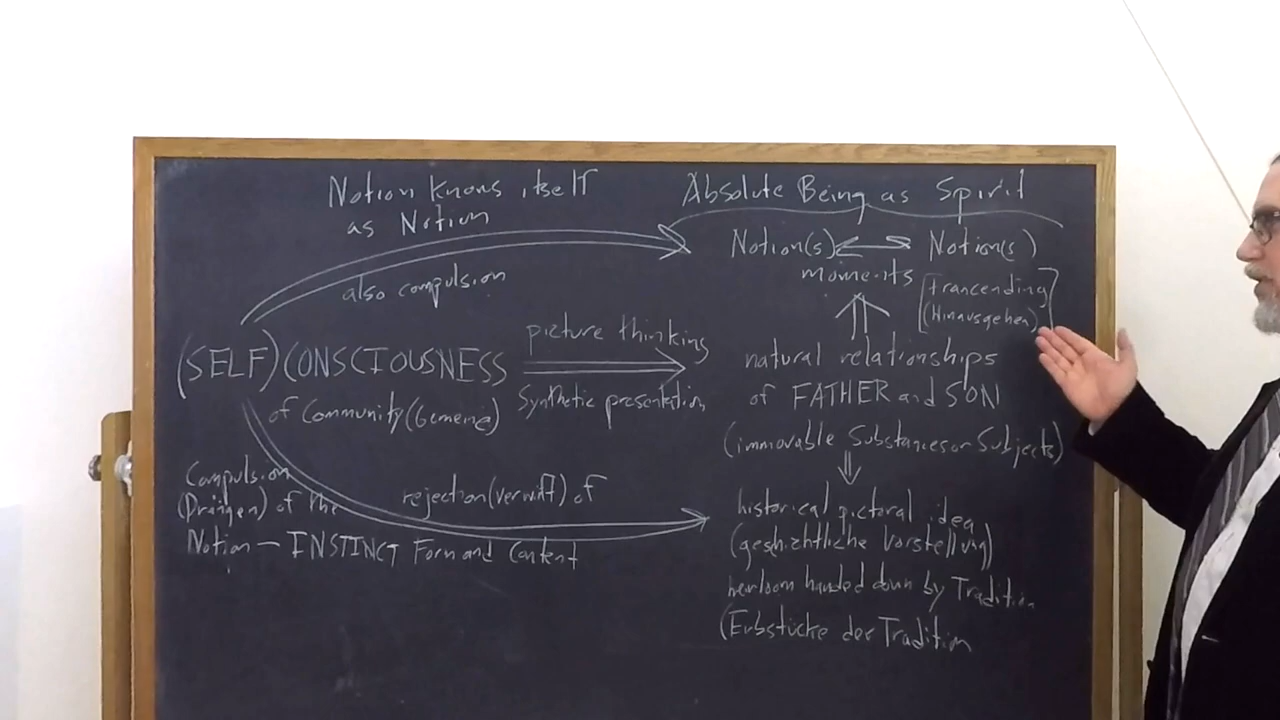 Notion knows itself
as Notion
Absolute Being as Spirit
Notion(s) Notion(s)
moments
[trancending
(Hinausgehen)]
also compulsion
picture thinking
(SELF)CONSCIOUSNESS
Synthetic presentation
of Community (Gemeine)
natural relationships
of FATHER and SON
(immovable Substances or Subjects)
Compulsion
(Drängen) of the
Notion — INSTINCT
rejection (verwift) of
Form and Content
historical pictoral idea
(geschichtliche Vorstellung)
heirloom handed down by Tradition
(Erbstücke der Tradition